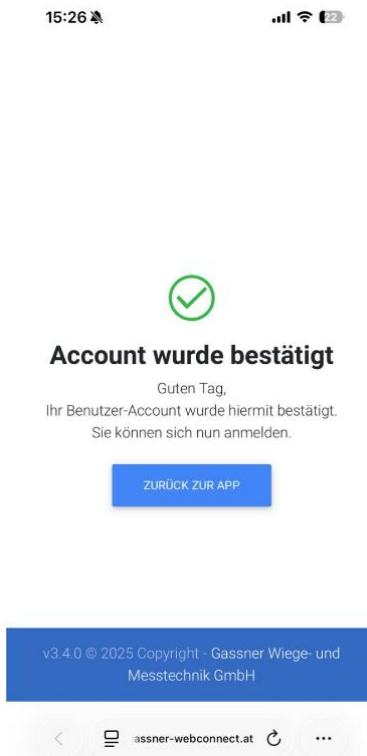 15:26
22
Account wurde bestätigt
Guten Tag,
Ihr Benutzer-Account wurde hiermit bestätigt.
Sie können sich nun anmelden.
ZURÜCK ZUR APP
v3.4.0 © 2025 Copyright - Gassner Wiege- und
Messtechnik GmbH
assner-webconnect.at